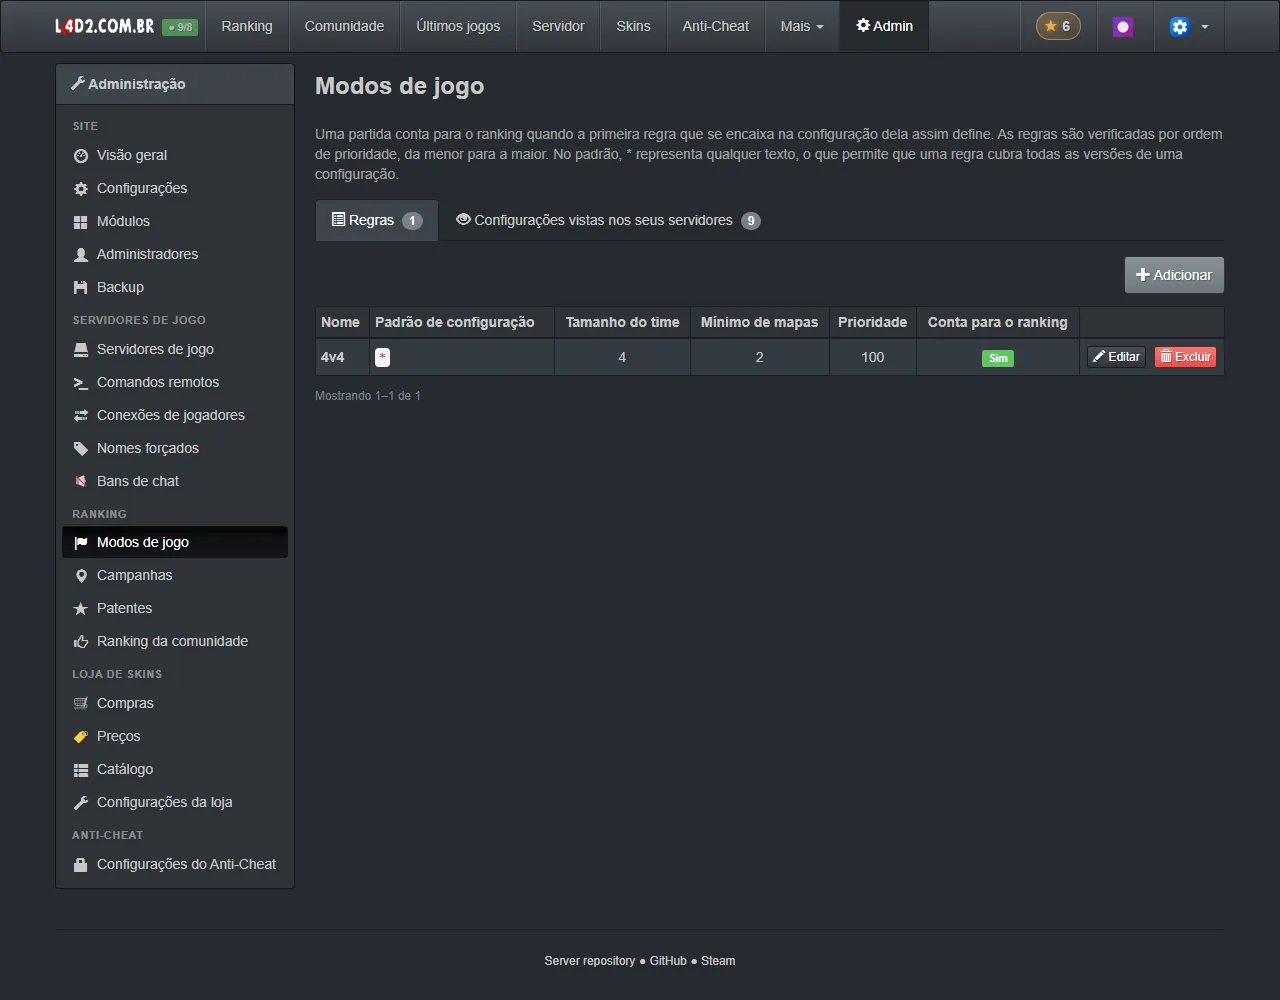 L4D2.COM.BR 9/8 Ranking Comunidade Últimos jogos Servidor Skins Anti-Cheat Mais Admin 6
Administração
SITE
Visão geral
Configurações
Módulos
Administradores
Backup
SERVIDORES DE JOGO
Servidores de jogo
Comandos remotos
Conexões de jogadores
Nomes forçados
Bans de chat
RANKING
Modos de jogo
Campanhas
Patentes
Ranking da comunidade
LOJA DE SKINS
Compras
Preços
Catálogo
Configurações da loja
ANTI-CHEAT
Configurações do Anti-Cheat
Modos de jogo
Uma partida conta para o ranking quando a primeira regra que se encaixa na configuração dela assim define. As regras são verificadas por ordem
de prioridade, da menor para a maior. No padrão, * representa qualquer texto, o que permite que uma regra cubra todas as versões de uma
configuração.
Regras 1 Configurações vistas nos seus servidores 9
Adicionar
Nome Padrão de configuração Tamanho do time Mínimo de mapas Prioridade Conta para o ranking
4v4 * 4 2 100 Sim Editar Excluir
Mostrando 1–1 de 1
Server repository ● GitHub ● Steam